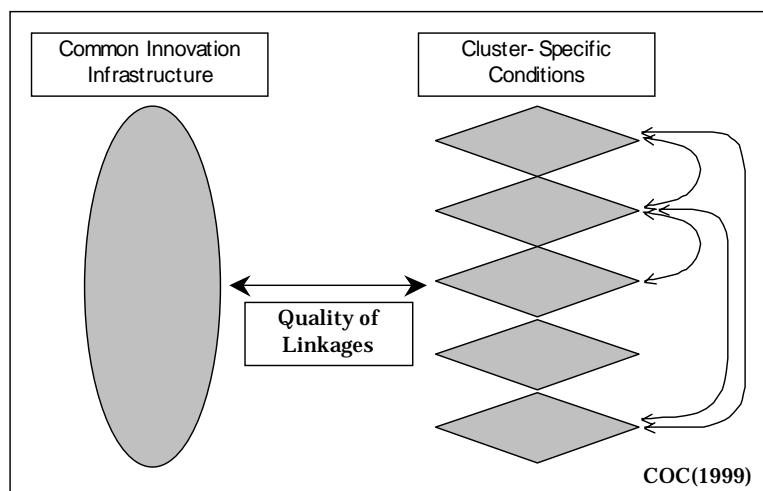 Common Innovation
Infrastructure
Cluster- Specific
Conditions
Quality of
Linkages
COC(1999)